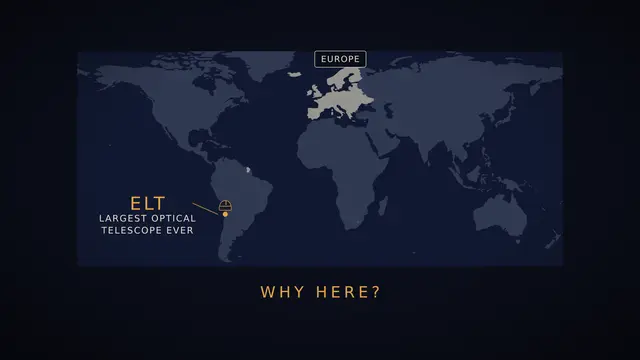 EUROPE
ELT
LARGEST OPTICAL
TELESCOPE EVER
WHY HERE?